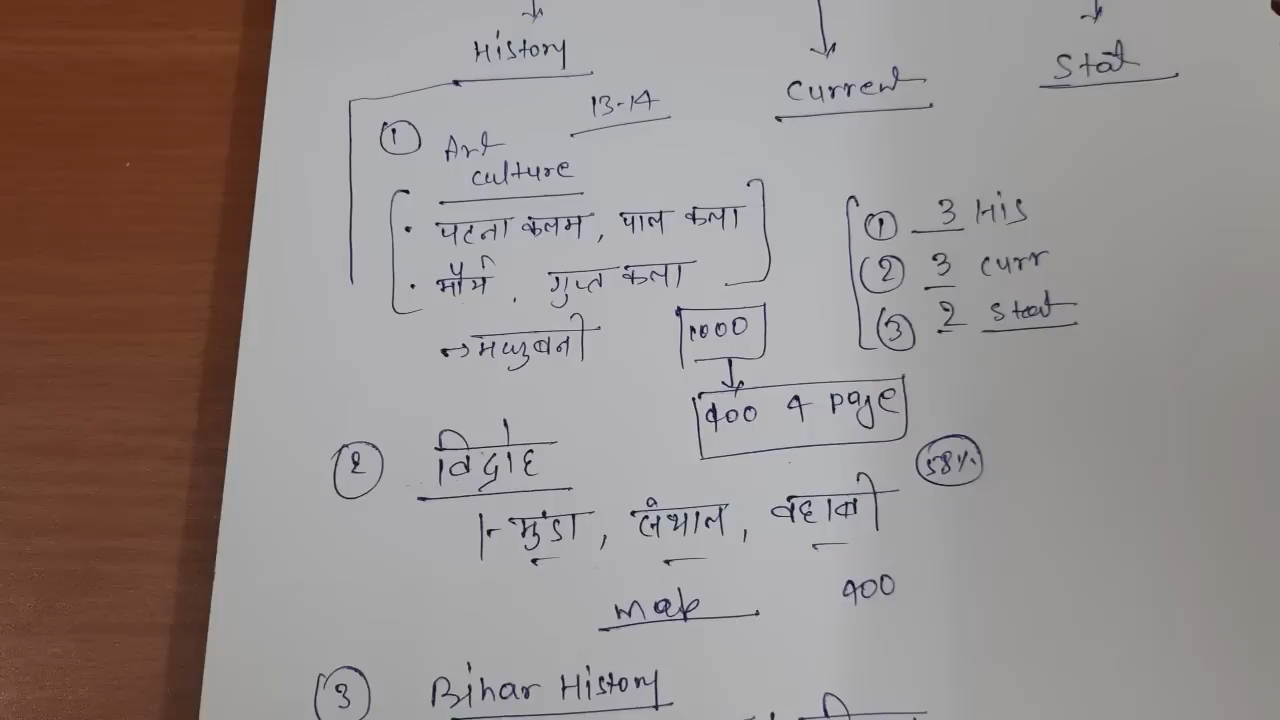 History
Current
Stat
13-14
① Art
culture
• पटना कलम, पाल कला
• मौर्य, गुप्त कला
→ मधुबनी
① 3 His
② 3 curr
③ 2 Stat
1000
400 4 page
② विद्रोह
58%
मुंडा, संथाल, वहाबी
Map
400
③ Bihar History